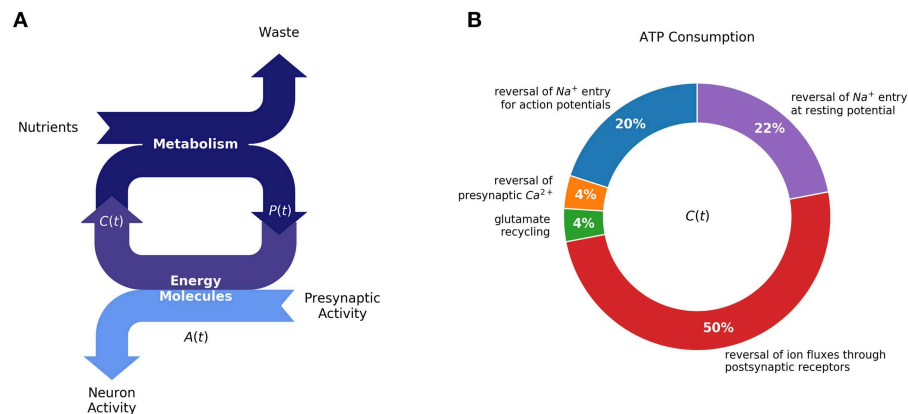 A
Waste
Nutrients
Metabolism
C(t)
P(t)
Energy
Molecules
Presynaptic
Activity
A(t)
Neuron
Activity
B
ATP Consumption
reversal of Na⁺ entry
for action potentials
20%
reversal of Na⁺ entry
at resting potential
22%
reversal of
presynaptic Ca²⁺
4%
glutamate
recycling
4%
C(t)
50%
reversal of ion fluxes through
postsynaptic receptors